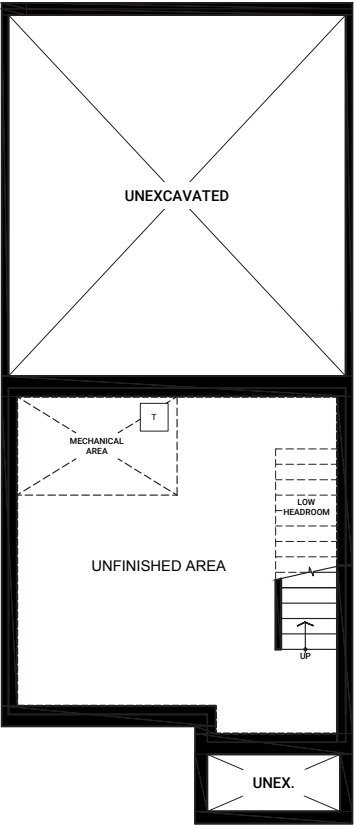 UNEXCAVATED
T
MECHANICAL
AREA
LOW
HEADROOM
UNFINISHED AREA
UP
UNEX.